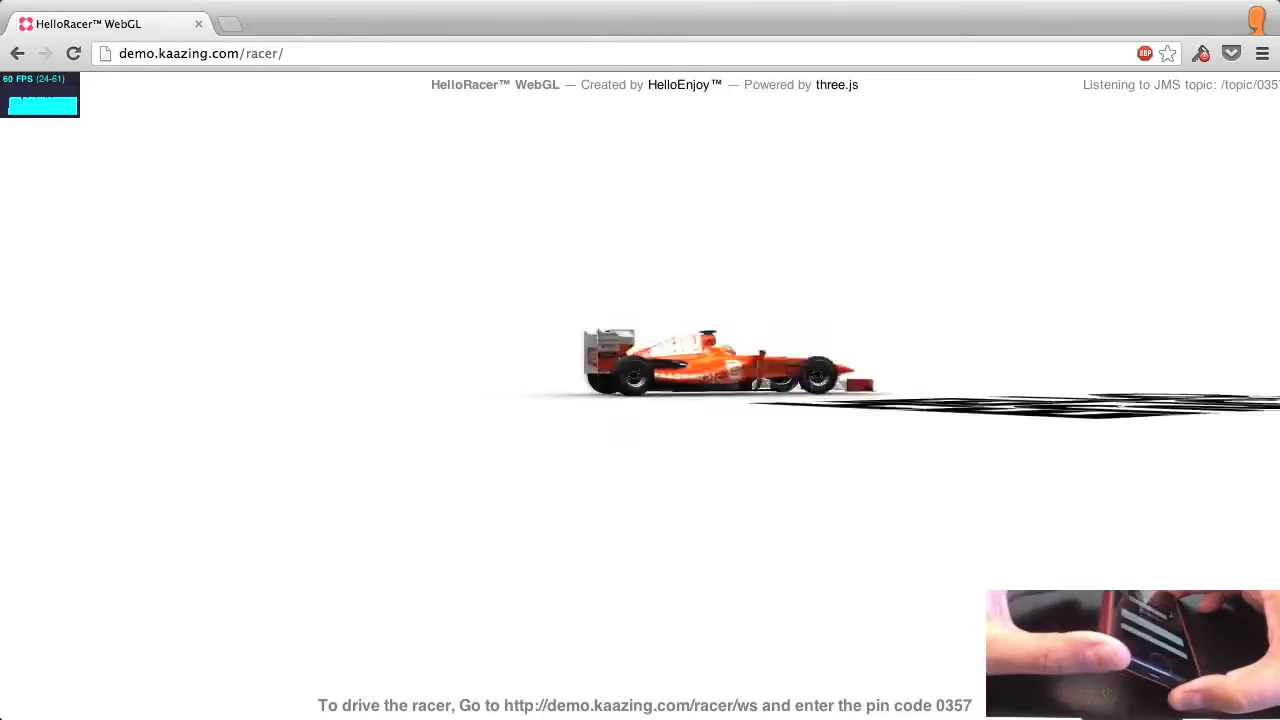 HelloRacer™ WebGL
demo.kaazing.com/racer/
ABP
60 FPS (24-61)
HelloRacer™ WebGL — Created by HelloEnjoy™ — Powered by three.js
Listening to JMS topic: /topic/035
To drive the racer, Go to http://demo.kaazing.com/racer/ws and enter the pin code 0357